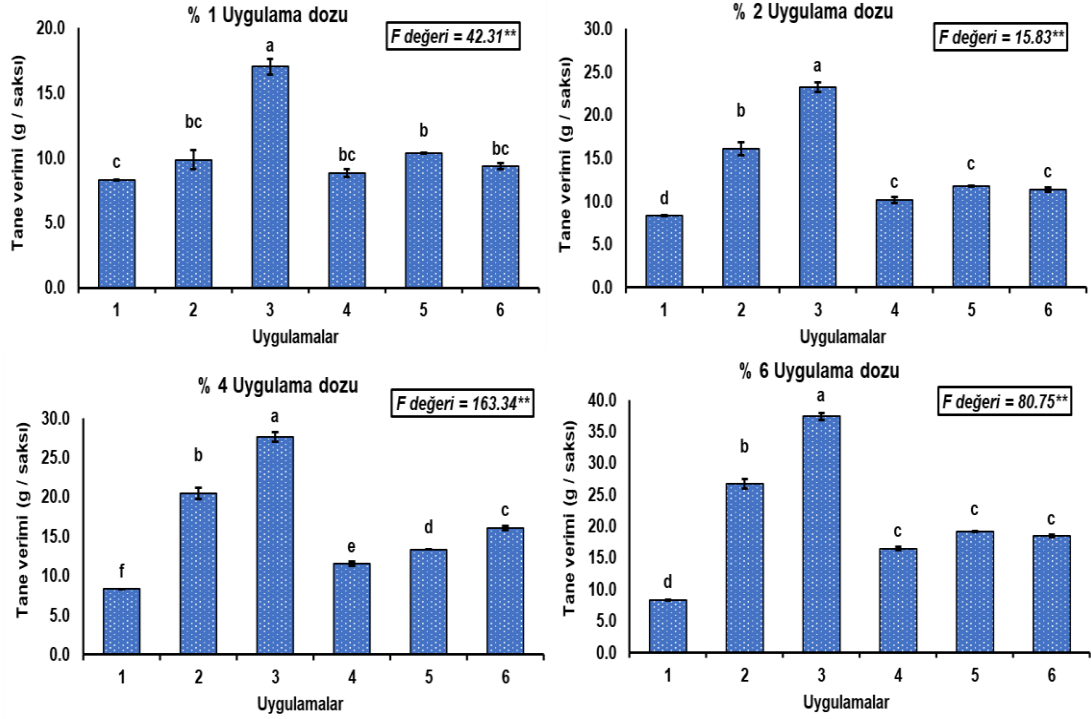 % 1 Uygulama dozu
F değeri = 42.31**
Tane verimi (g / saksı)
20.0
15.0
10.0
5.0
0.0
c
bc
a
bc
b
bc
1 2 3 4 5 6
Uygulamalar
% 2 Uygulama dozu
F değeri = 15.83**
Tane verimi (g / saksı)
30.0
25.0
20.0
15.0
10.0
5.0
0.0
d
b
a
c
c
c
1 2 3 4 5 6
Uygulamalar
% 4 Uygulama dozu
F değeri = 163.34**
Tane verimi (g / saksı)
30.0
25.0
20.0
15.0
10.0
5.0
0.0
f
b
a
e
d
c
1 2 3 4 5 6
Uygulamalar
% 6 Uygulama dozu
F değeri = 80.75**
Tane verimi (g / saksı)
40.0
35.0
30.0
25.0
20.0
15.0
10.0
5.0
0.0
d
b
a
c
c
c
1 2 3 4 5 6
Uygulamalar